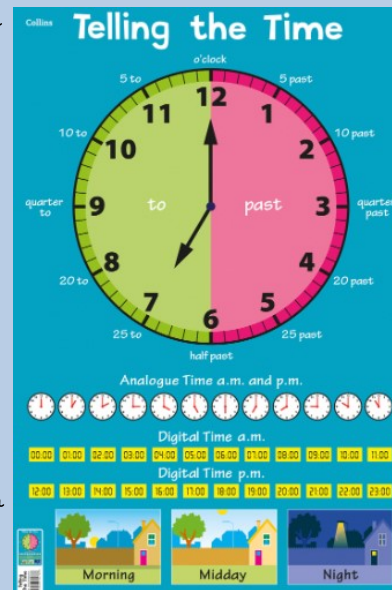 Collins
Telling the Time
o'clock
5 to
5 past
10 to
10 past
quarter to
quarter past
20 to
20 past
25 to
25 past
half past
12
1
2
3
4
5
6
7
8
9
10
11
to
past
Analogue Time a.m. and p.m.
Digital Time a.m.
00:00 01:00 02:00 03:00 04:00 05:00 06:00 07:00 08:00 09:00 10:00 11:00
Digital Time p.m.
12:00 13:00 14:00 15:00 16:00 17:00 18:00 19:00 20:00 21:00 22:00 23:00
Morning
Midday
Night